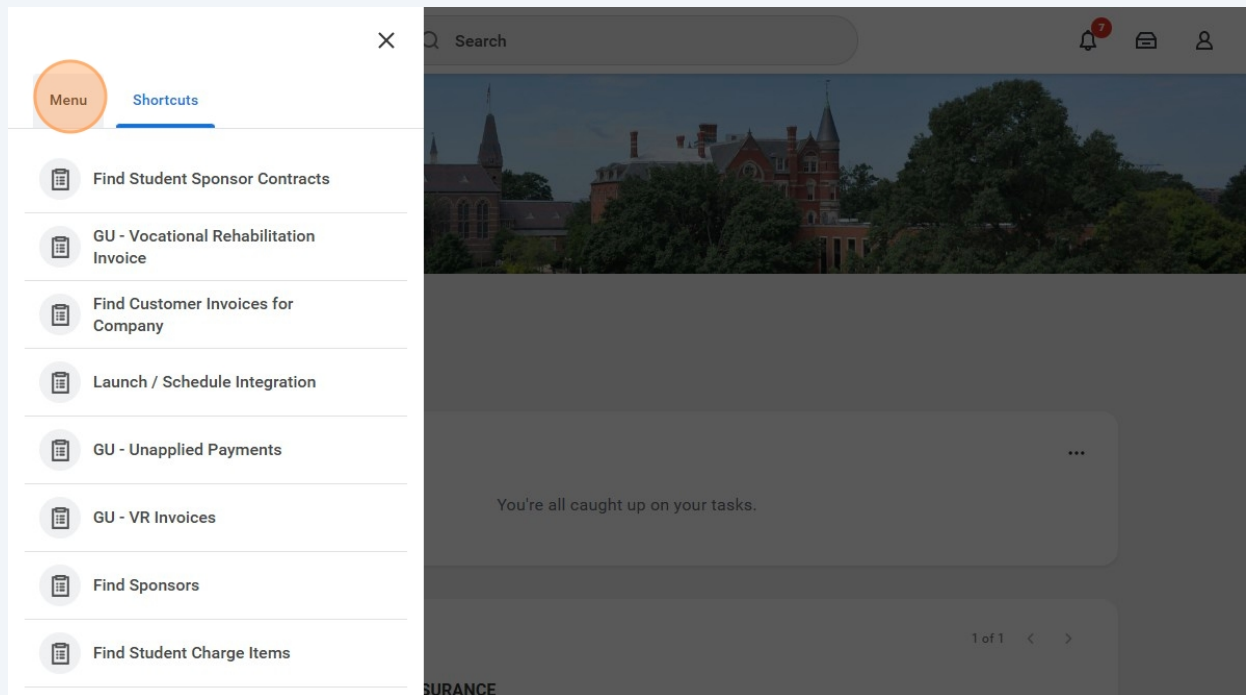 Search
7
Menu
Shortcuts
Find Student Sponsor Contracts
GU - Vocational Rehabilitation
Invoice
Find Customer Invoices for
Company
Launch / Schedule Integration
GU - Unapplied Payments
GU - VR Invoices
Find Sponsors
Find Student Charge Items
You're all caught up on your tasks.
1 of 1
SURANCE